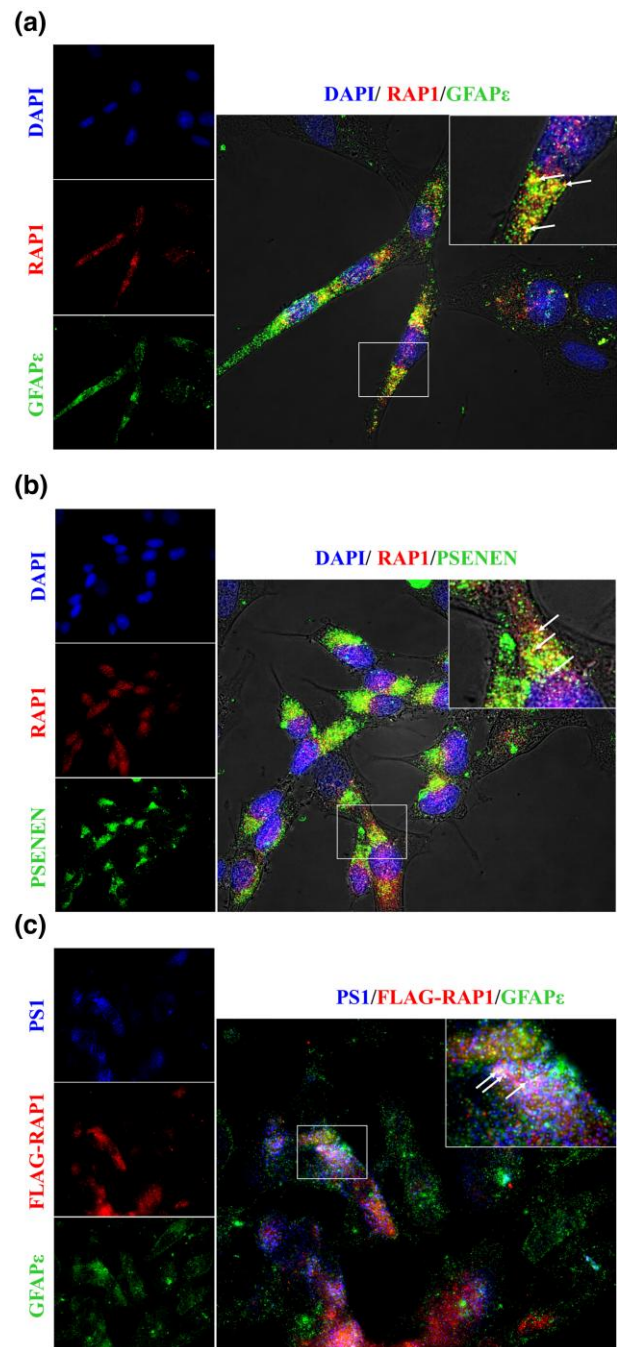 (a)
DAPI
RAP1
GFAPε
DAPI/ RAP1/GFAPε
(b)
DAPI
RAP1
PSENEN
DAPI/ RAP1/PSENEN
(c)
PS1
FLAG-RAP1
GFAPε
PS1/FLAG-RAP1/GFAPε